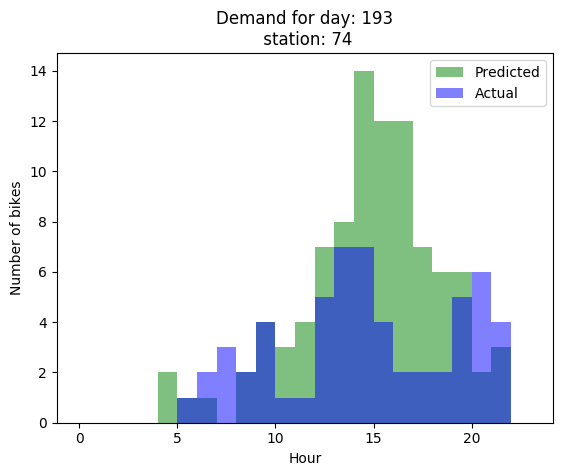 Demand for day: 193
station: 74
Predicted
Actual
14
12
10
8
6
4
2
0
Number of bikes
0 5 10 15 20
Hour